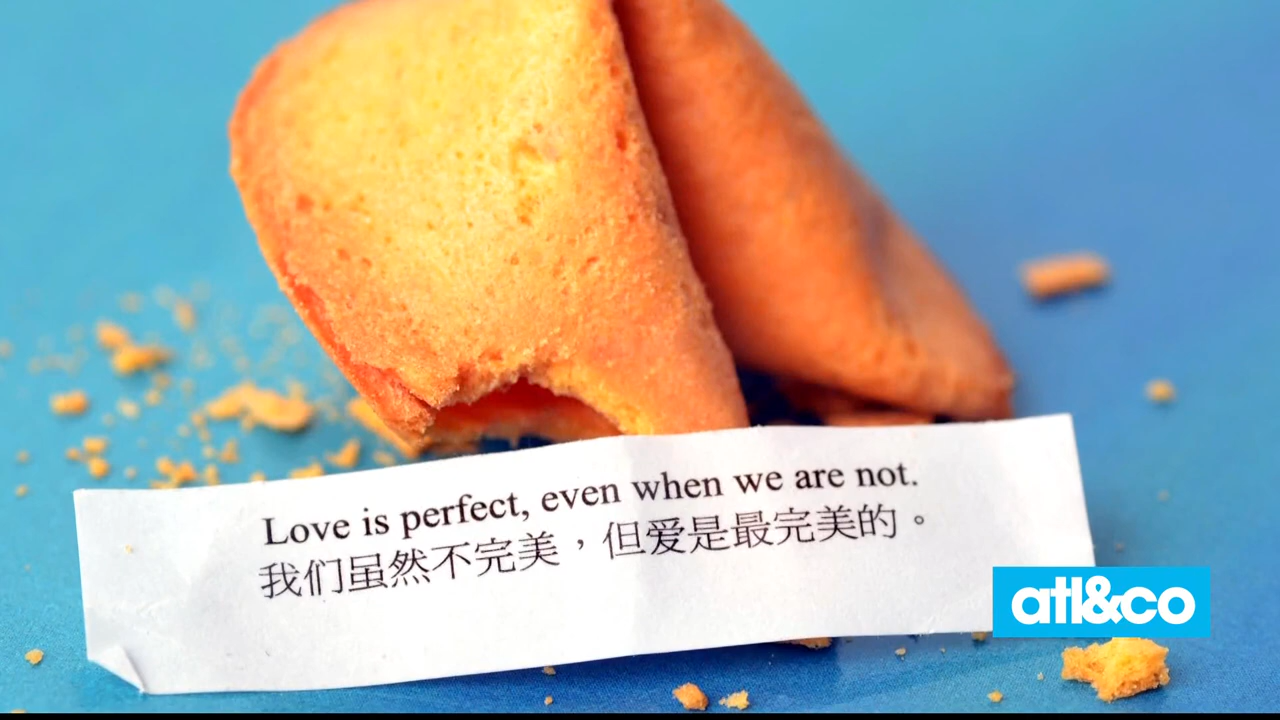 Love is perfect, even when we are not.
我们虽然不完美，但爱是最完美的。
atl&co